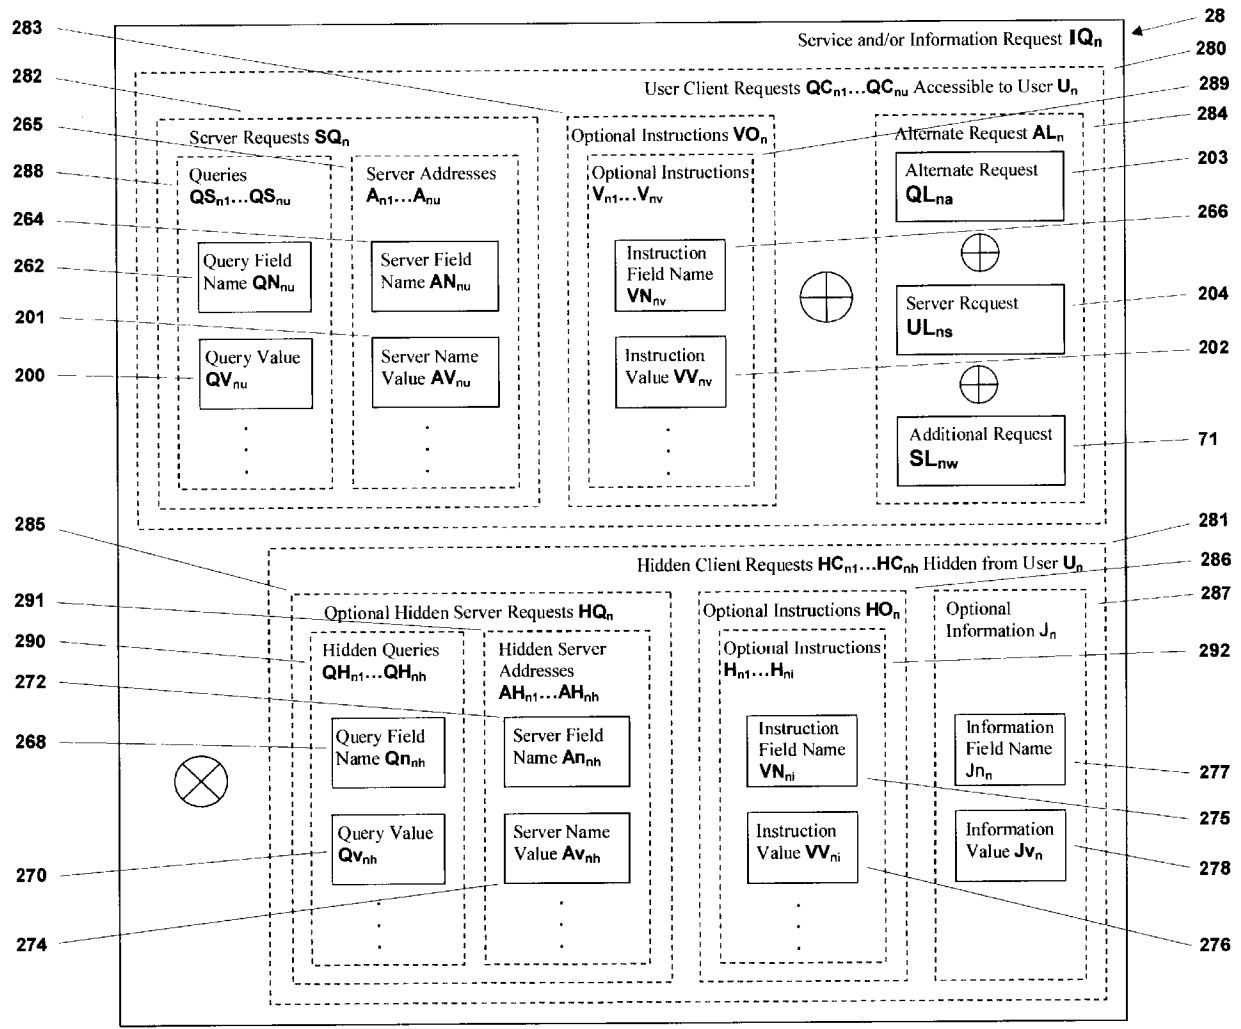 283
282
265
288
264
262
201
200
285
291
290
272
268
270
274
28
280
289
284
203
266
204
202
71
281
286
287
292
277
275
278
276
Service and/or Information Request IQn
User Client Requests QCn1...QCnu Accessible to User Un
Server Requests SQn
Queries
QSn1...QSnu
Query Field
Name QNnu
Query Value
QVnu
Server Addresses
An1...Anu
Server Field
Name ANnu
Server Name
Value AVnu
Optional Instructions VOn
Optional Instructions
Vn1...Vnv
Instruction
Field Name
VNnv
Instruction
Value VVnv
Alternate Request ALn
Alternate Request
QLna
Server Request
ULns
Additional Request
SLnw
Hidden Client Requests HCn1...HCnh Hidden from User Un
Optional Hidden Server Requests HQn
Hidden Queries
QHn1...QHnh
Query Field
Name Qnnh
Query Value
Qvnh
Hidden Server
Addresses
AHn1...AHnh
Server Field
Name Annh
Server Name
Value Avnh
Optional Instructions HOn
Optional Instructions
Hn1...Hni
Instruction
Field Name
VNni
Instruction
Value VVni
Optional
Information Jn
Information
Field Name
Jnn
Information
Value Jvn